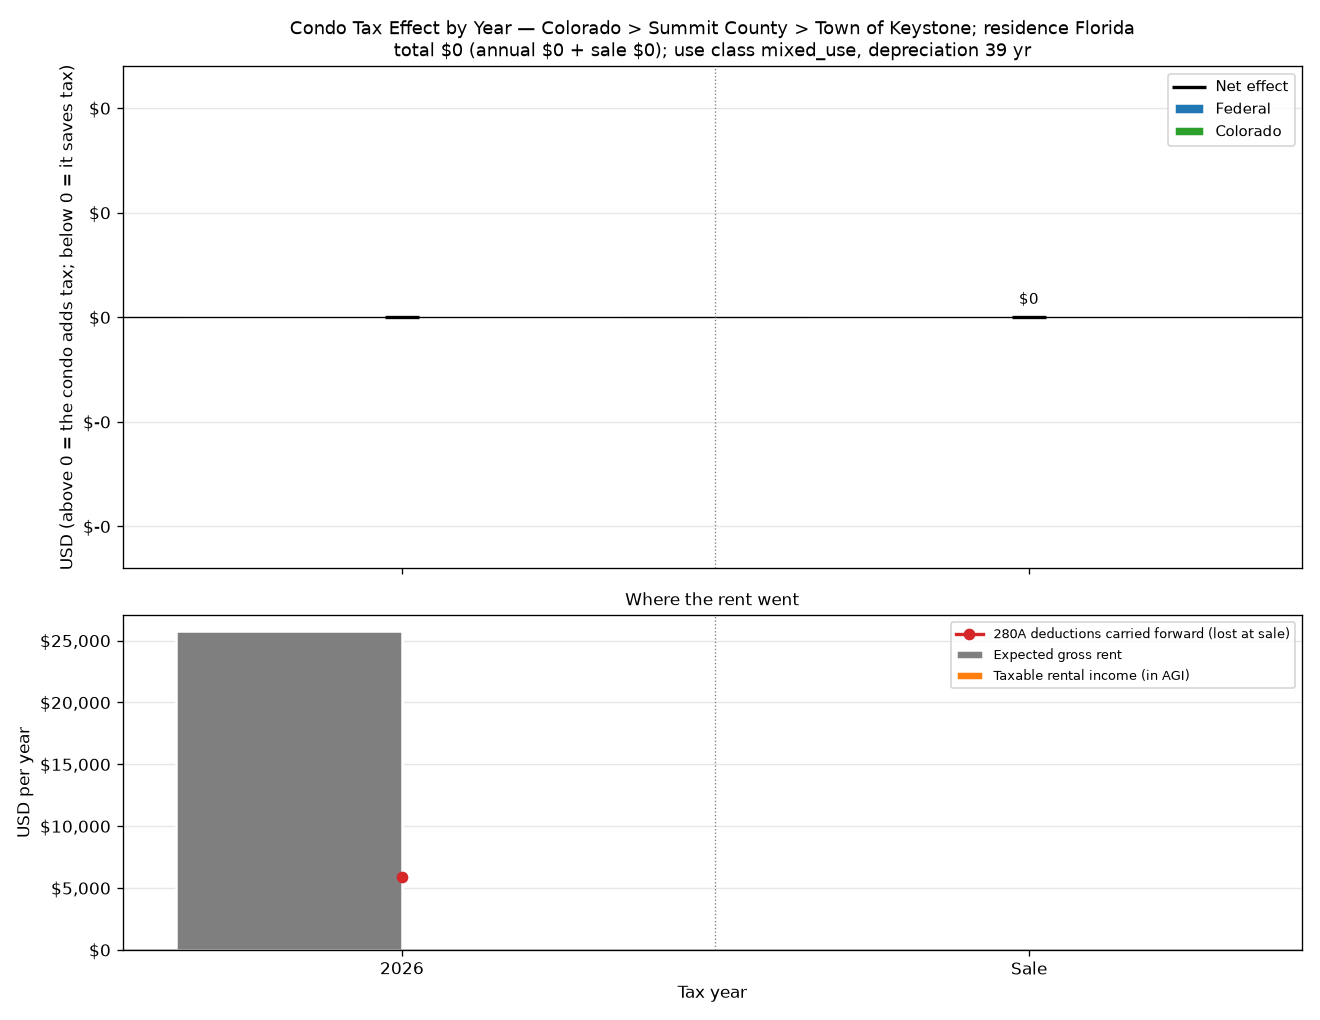 Condo Tax Effect by Year — Colorado > Summit County > Town of Keystone; residence Florida
total $0 (annual $0 + sale $0); use class mixed_use, depreciation 39 yr
USD (above 0 = the condo adds tax; below 0 = it saves tax)
$0
$0
$0
$-0
$-0
Net effect
Federal
Colorado
$0
Where the rent went
USD per year
$25,000
$20,000
$15,000
$10,000
$5,000
$0
280A deductions carried forward (lost at sale)
Expected gross rent
Taxable rental income (in AGI)
2026
Sale
Tax year